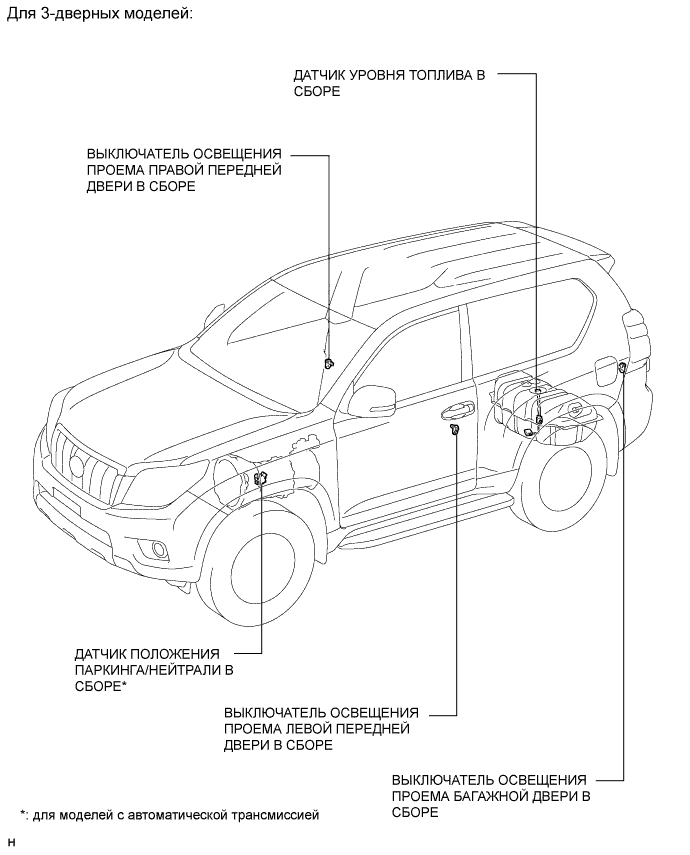 Для 3-дверных моделей:
ДАТЧИК УРОВНЯ ТОПЛИВА В
СБОРЕ
ВЫКЛЮЧАТЕЛЬ ОСВЕЩЕНИЯ
ПРОЕМА ПРАВОЙ ПЕРЕДНЕЙ
ДВЕРИ В СБОРЕ
ДАТЧИК ПОЛОЖЕНИЯ
ПАРКИНГА/НЕЙТРАЛИ В
СБОРЕ*
ВЫКЛЮЧАТЕЛЬ ОСВЕЩЕНИЯ
ПРОЕМА ЛЕВОЙ ПЕРЕДНЕЙ
ДВЕРИ В СБОРЕ
ВЫКЛЮЧАТЕЛЬ ОСВЕЩЕНИЯ
ПРОЕМА БАГАЖНОЙ ДВЕРИ В
СБОРЕ
*: для моделей с автоматической трансмиссией
н